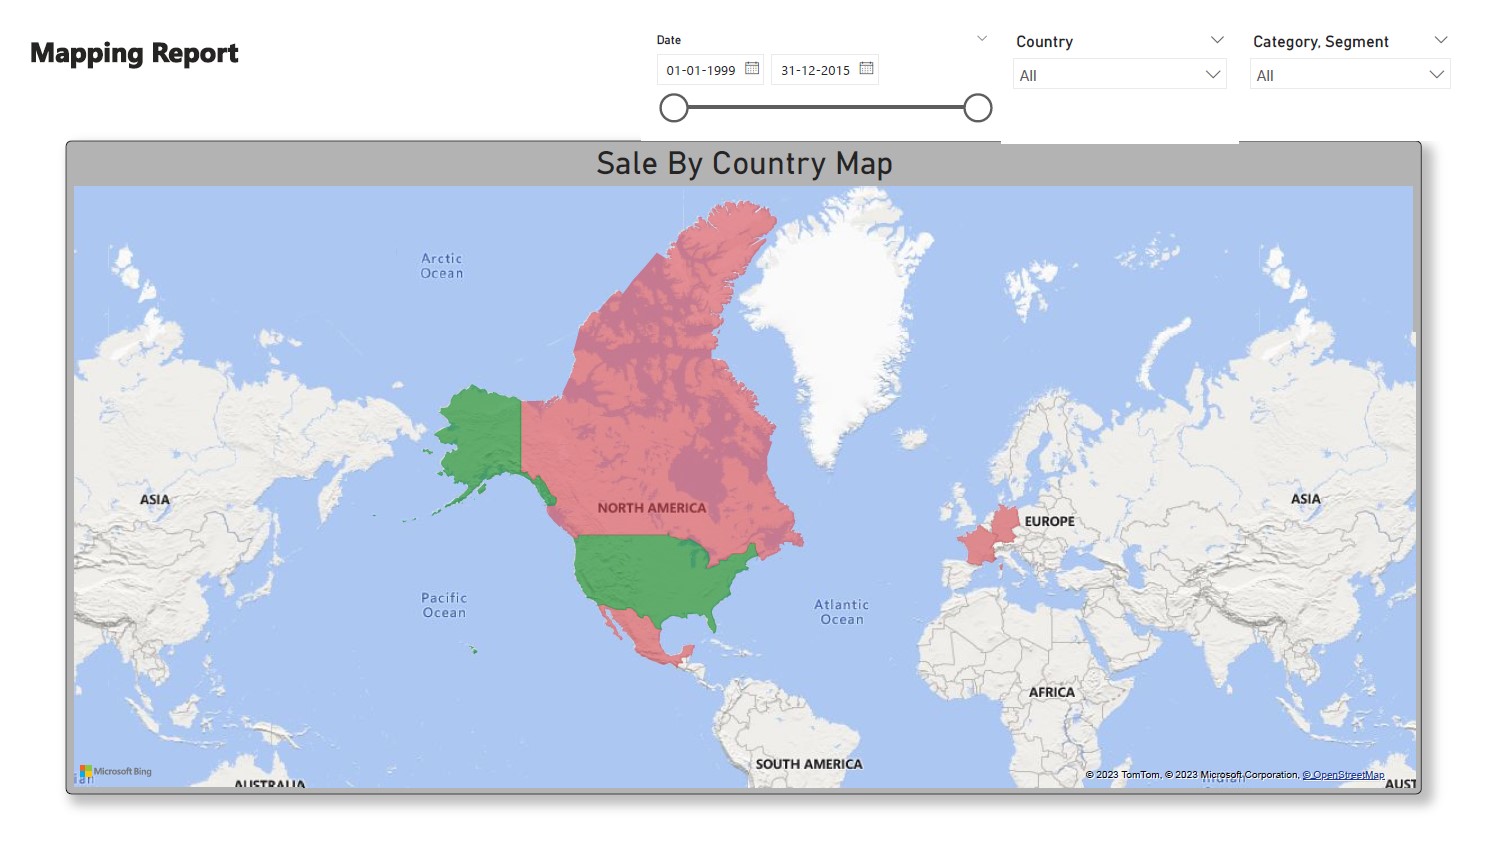 Mapping Report
Date
01-01-1999
31-12-2015
Country
All
Category, Segment
All
Sale By Country Map
Arctic
Ocean
ASIA
NORTH AMERICA
Pacific
Ocean
Atlantic
Ocean
EUROPE
ASIA
AFRICA
SOUTH AMERICA
AUSTRALIA
Microsoft Bing
© 2023 TomTom, © 2023 Microsoft Corporation, © OpenStreetMap
AUST